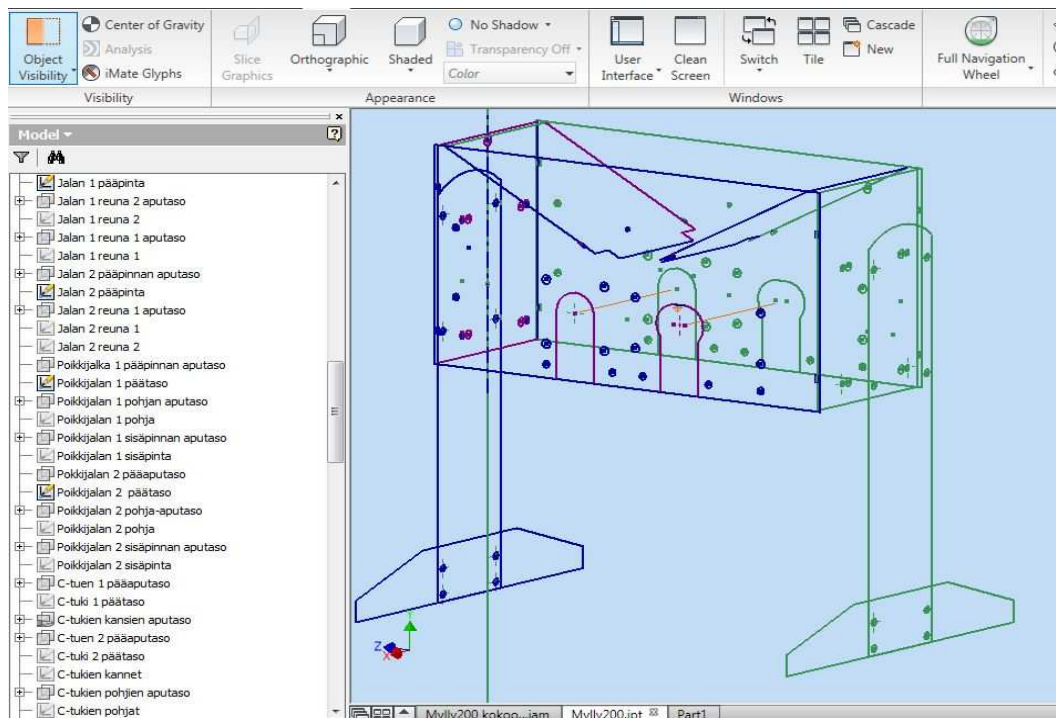 Object Visibility
Center of Gravity
Analysis
iMate Glyphs
Visibility
Slice Graphics
Orthographic
Shaded
No Shadow
Transparency Off
Color
Appearance
User Interface
Clean Screen
Switch
Tile
Cascade
New
Windows
Full Navigation Wheel
Model
Jalan 1 pääpinta
Jalan 1 reuna 2 aputaso
Jalan 1 reuna 2
Jalan 1 reuna 1 aputaso
Jalan 1 reuna 1
Jalan 2 pääpinnan aputaso
Jalan 2 pääpinta
Jalan 2 reuna 1 aputaso
Jalan 2 reuna 1
Jalan 2 reuna 2
Poikkijalka 1 pääpinnan aputaso
Poikkijalan 1 päätaso
Poikkijalan 1 pohjan aputaso
Poikkijalan 1 pohja
Poikkijalan 1 sisäpinnan aputaso
Poikkijalan 1 sisäpinta
Pokkijalan 2 pääaputaso
Poikkijalan 2  päätaso
Poikkijalan 2 pohja-aputaso
Poikkijalan 2 pohja
Poikkijalan 2 sisäpinnan aputaso
Poikkijalan 2 sisäpinta
C-tuen 1 pääaputaso
C-tuki 1 päätaso
C-tukien kansien aputaso
C-tuen 2 pääaputaso
C-tuki 2 päätaso
C-tukien kannet
C-tukien pohjien aputaso
C-tukien pohjat
Z
X
Y
Mylly200 kokoo...iam
Mylly200.ipt
Part1